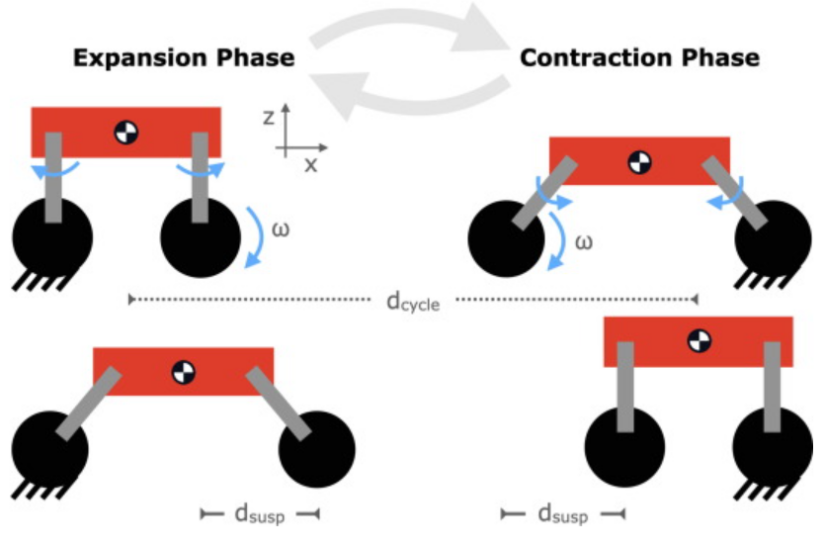 Expansion Phase
Contraction Phase
z
x
ω
ω
dcycle
dsusp
dsusp